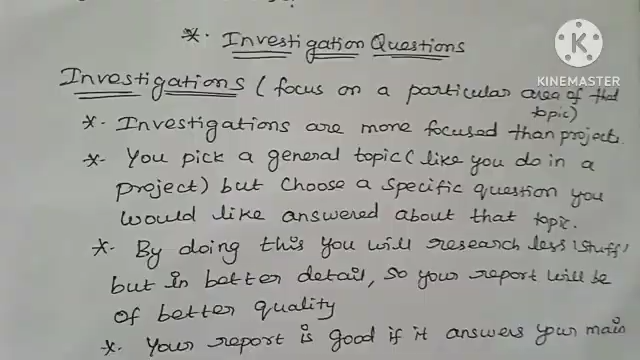 *. Investigation Questions
KINEMASTER
Investigations (focus on a particular area of that
topic)
*. Investigations are more focused than projects.
*. You pick a general topic (like you do in a
project) but choose a specific question you
would like answered about that topic.
*. By doing this you will research less 'stuff'
but in better detail, so your report will be
of better quality
*. Your report is good if it answers your main